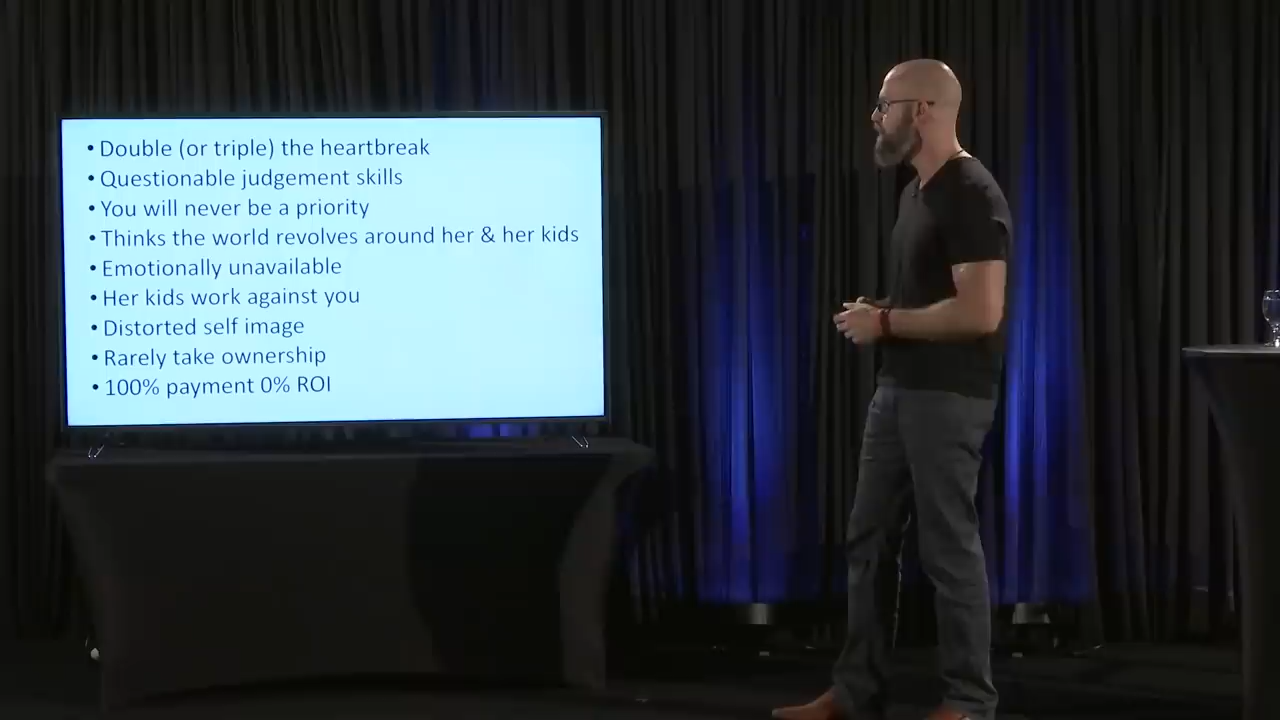 • Double (or triple) the heartbreak
• Questionable judgement skills
• You will never be a priority
• Thinks the world revolves around her & her kids
• Emotionally unavailable
• Her kids work against you
• Distorted self image
• Rarely take ownership
• 100% payment 0% ROI